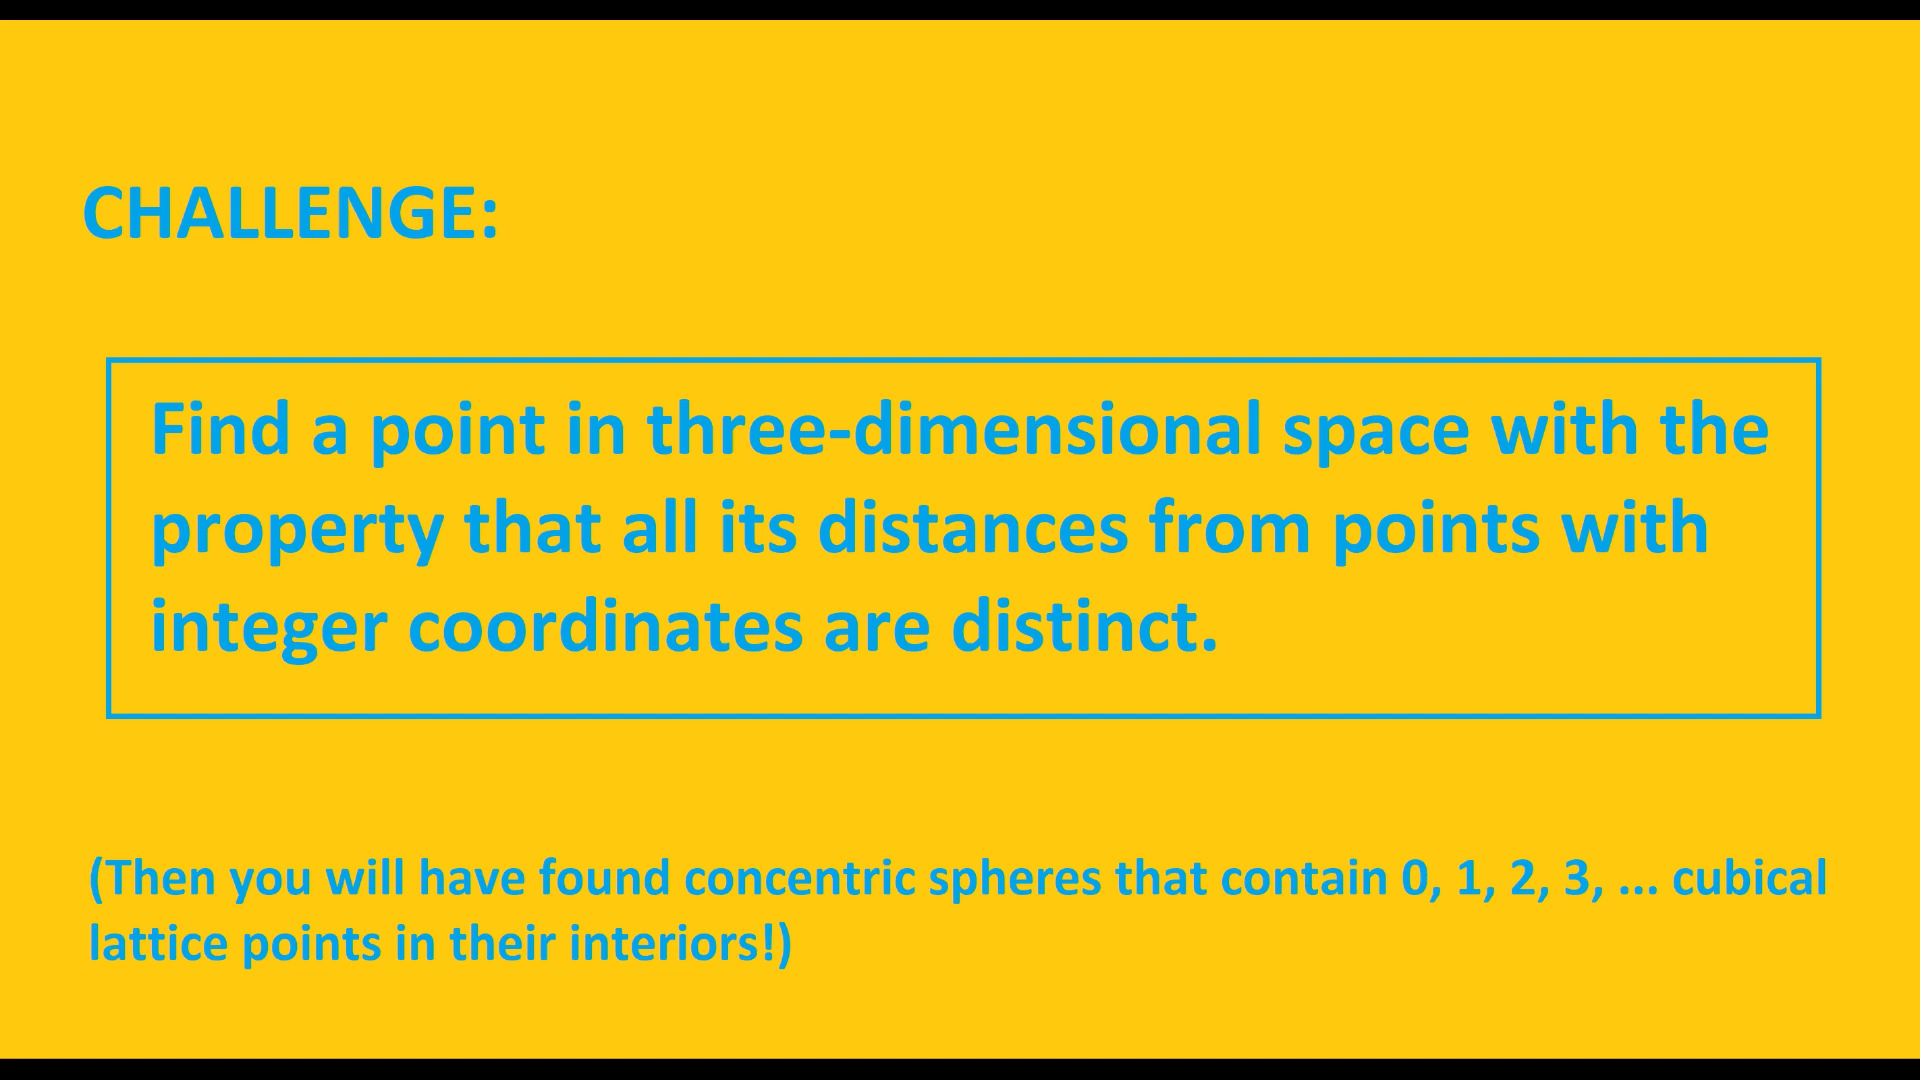 CHALLENGE:
Find a point in three-dimensional space with the
property that all its distances from points with
integer coordinates are distinct.
(Then you will have found concentric spheres that contain 0, 1, 2, 3, ... cubical
lattice points in their interiors!)